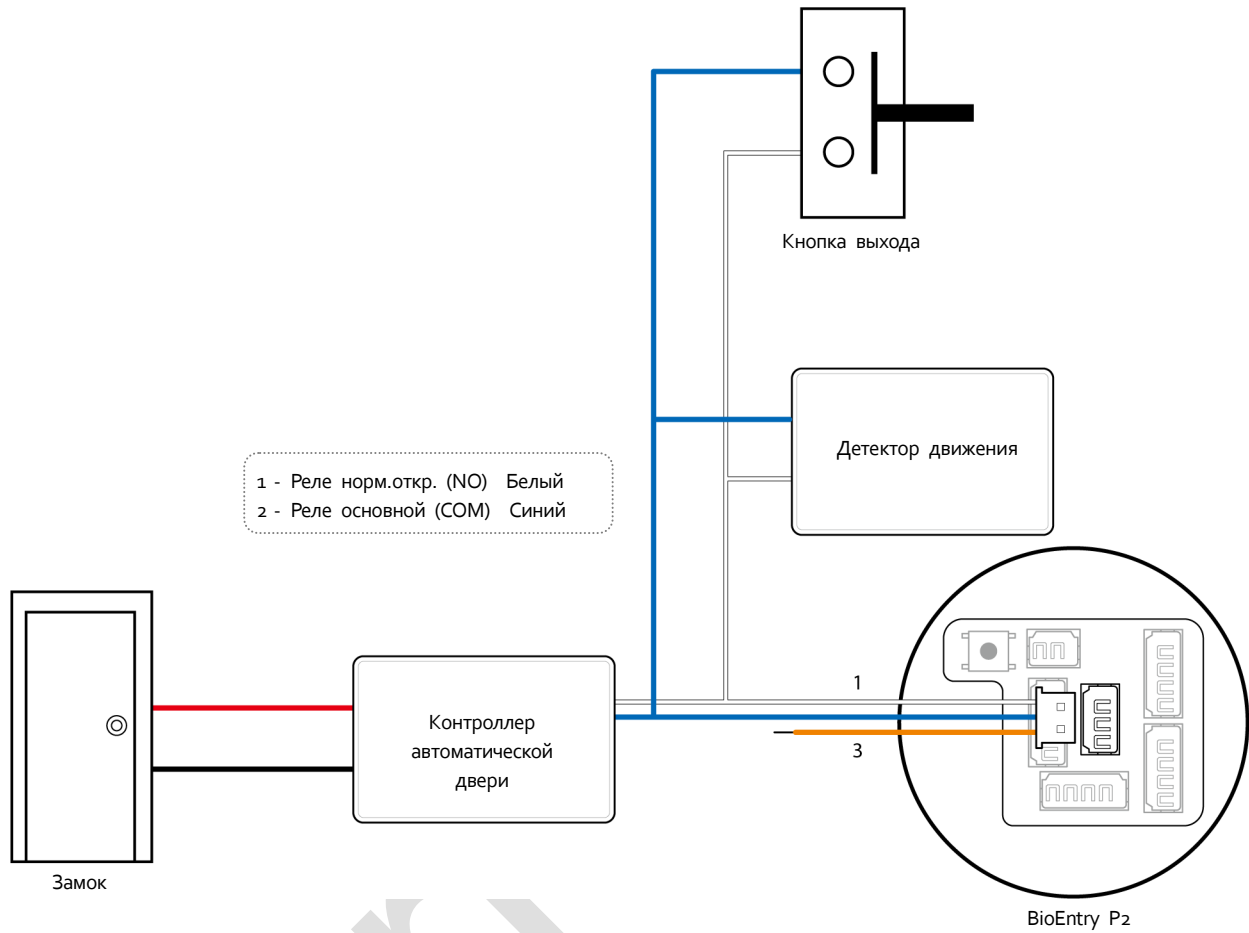 Кнопка выхода
Детектор движения
1 - Реле норм.откр. (NO) Белый
2 - Реле основной (COM) Синий
1
Контроллер
автоматической
двери
3
Замок
BioEntry P2